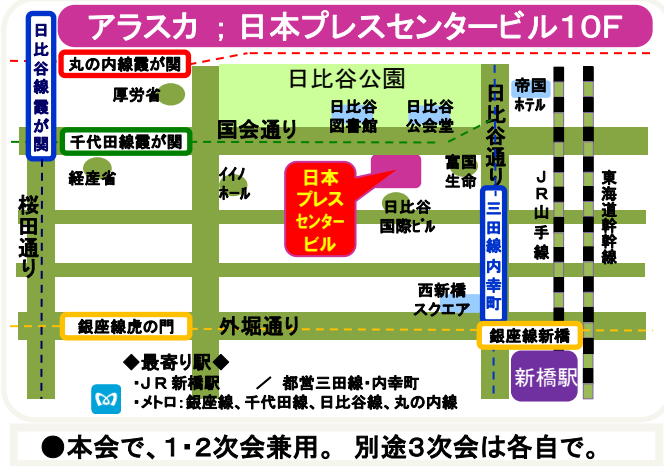 アラスカ ；日本プレスセンタービル１０Ｆ
日比谷線霞が関
丸の内線霞が関
厚労省
日比谷公園
日比谷
図書館
日比谷
公会堂
日比谷通り
帝国
ホテル
千代田線霞が関
国会通り
経産省
イイノ
ホール
日本
プレス
センター
ビル
富国
生命
日比谷
国際ビル
桜田通り
三田線内幸町
ＪＲ山手線
東海道幹幹線
西新橋
スクエア
銀座線虎の門
外堀通り
銀座線新橋
新橋駅
◆最寄り駅◆
・ＪＲ新橋駅 ／ 都営三田線・内幸町
・メトロ：銀座線、千代田線、日比谷線、丸の内線
●本会で、１・２次会兼用。 別途３次会は各自で。